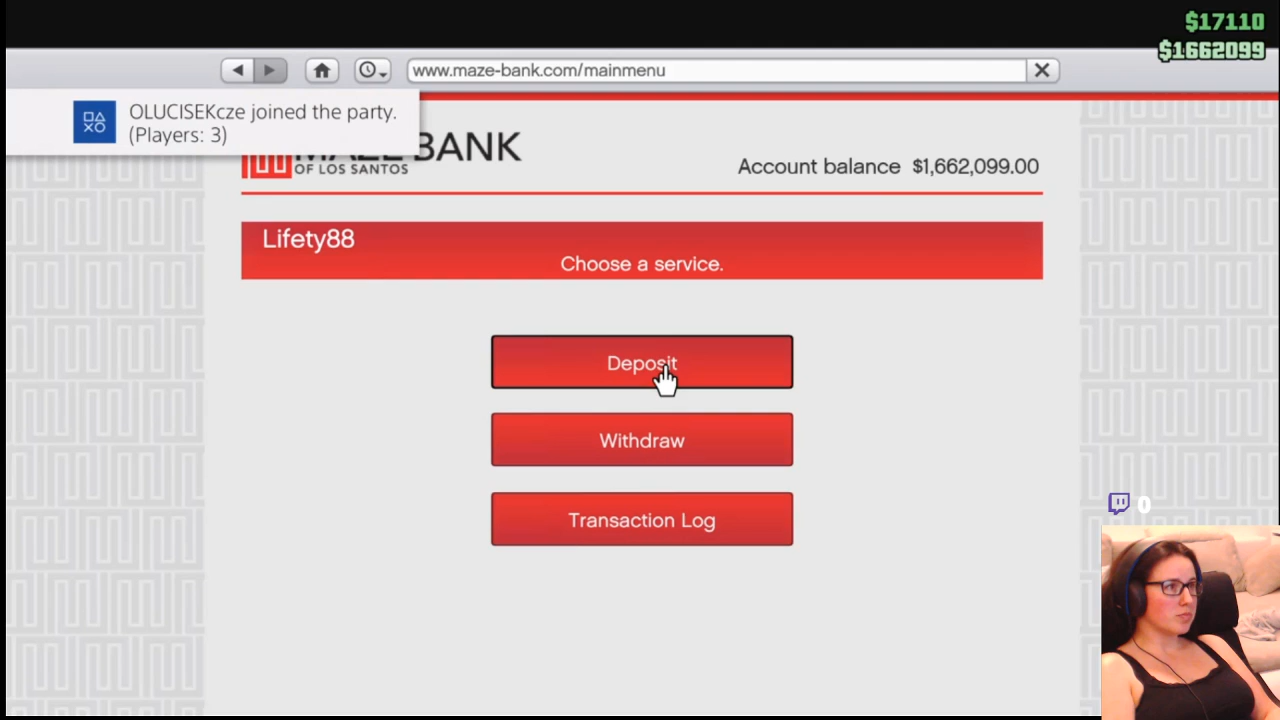 $17110
$1662099
www.maze-bank.com/mainmenu
OLUCISEKcze joined the party.
(Players: 3)
MAZE BANK
OF LOS SANTOS
Account balance $1,662,099.00
Lifety88
Choose a service.
Deposit
Withdraw
Transaction Log
0